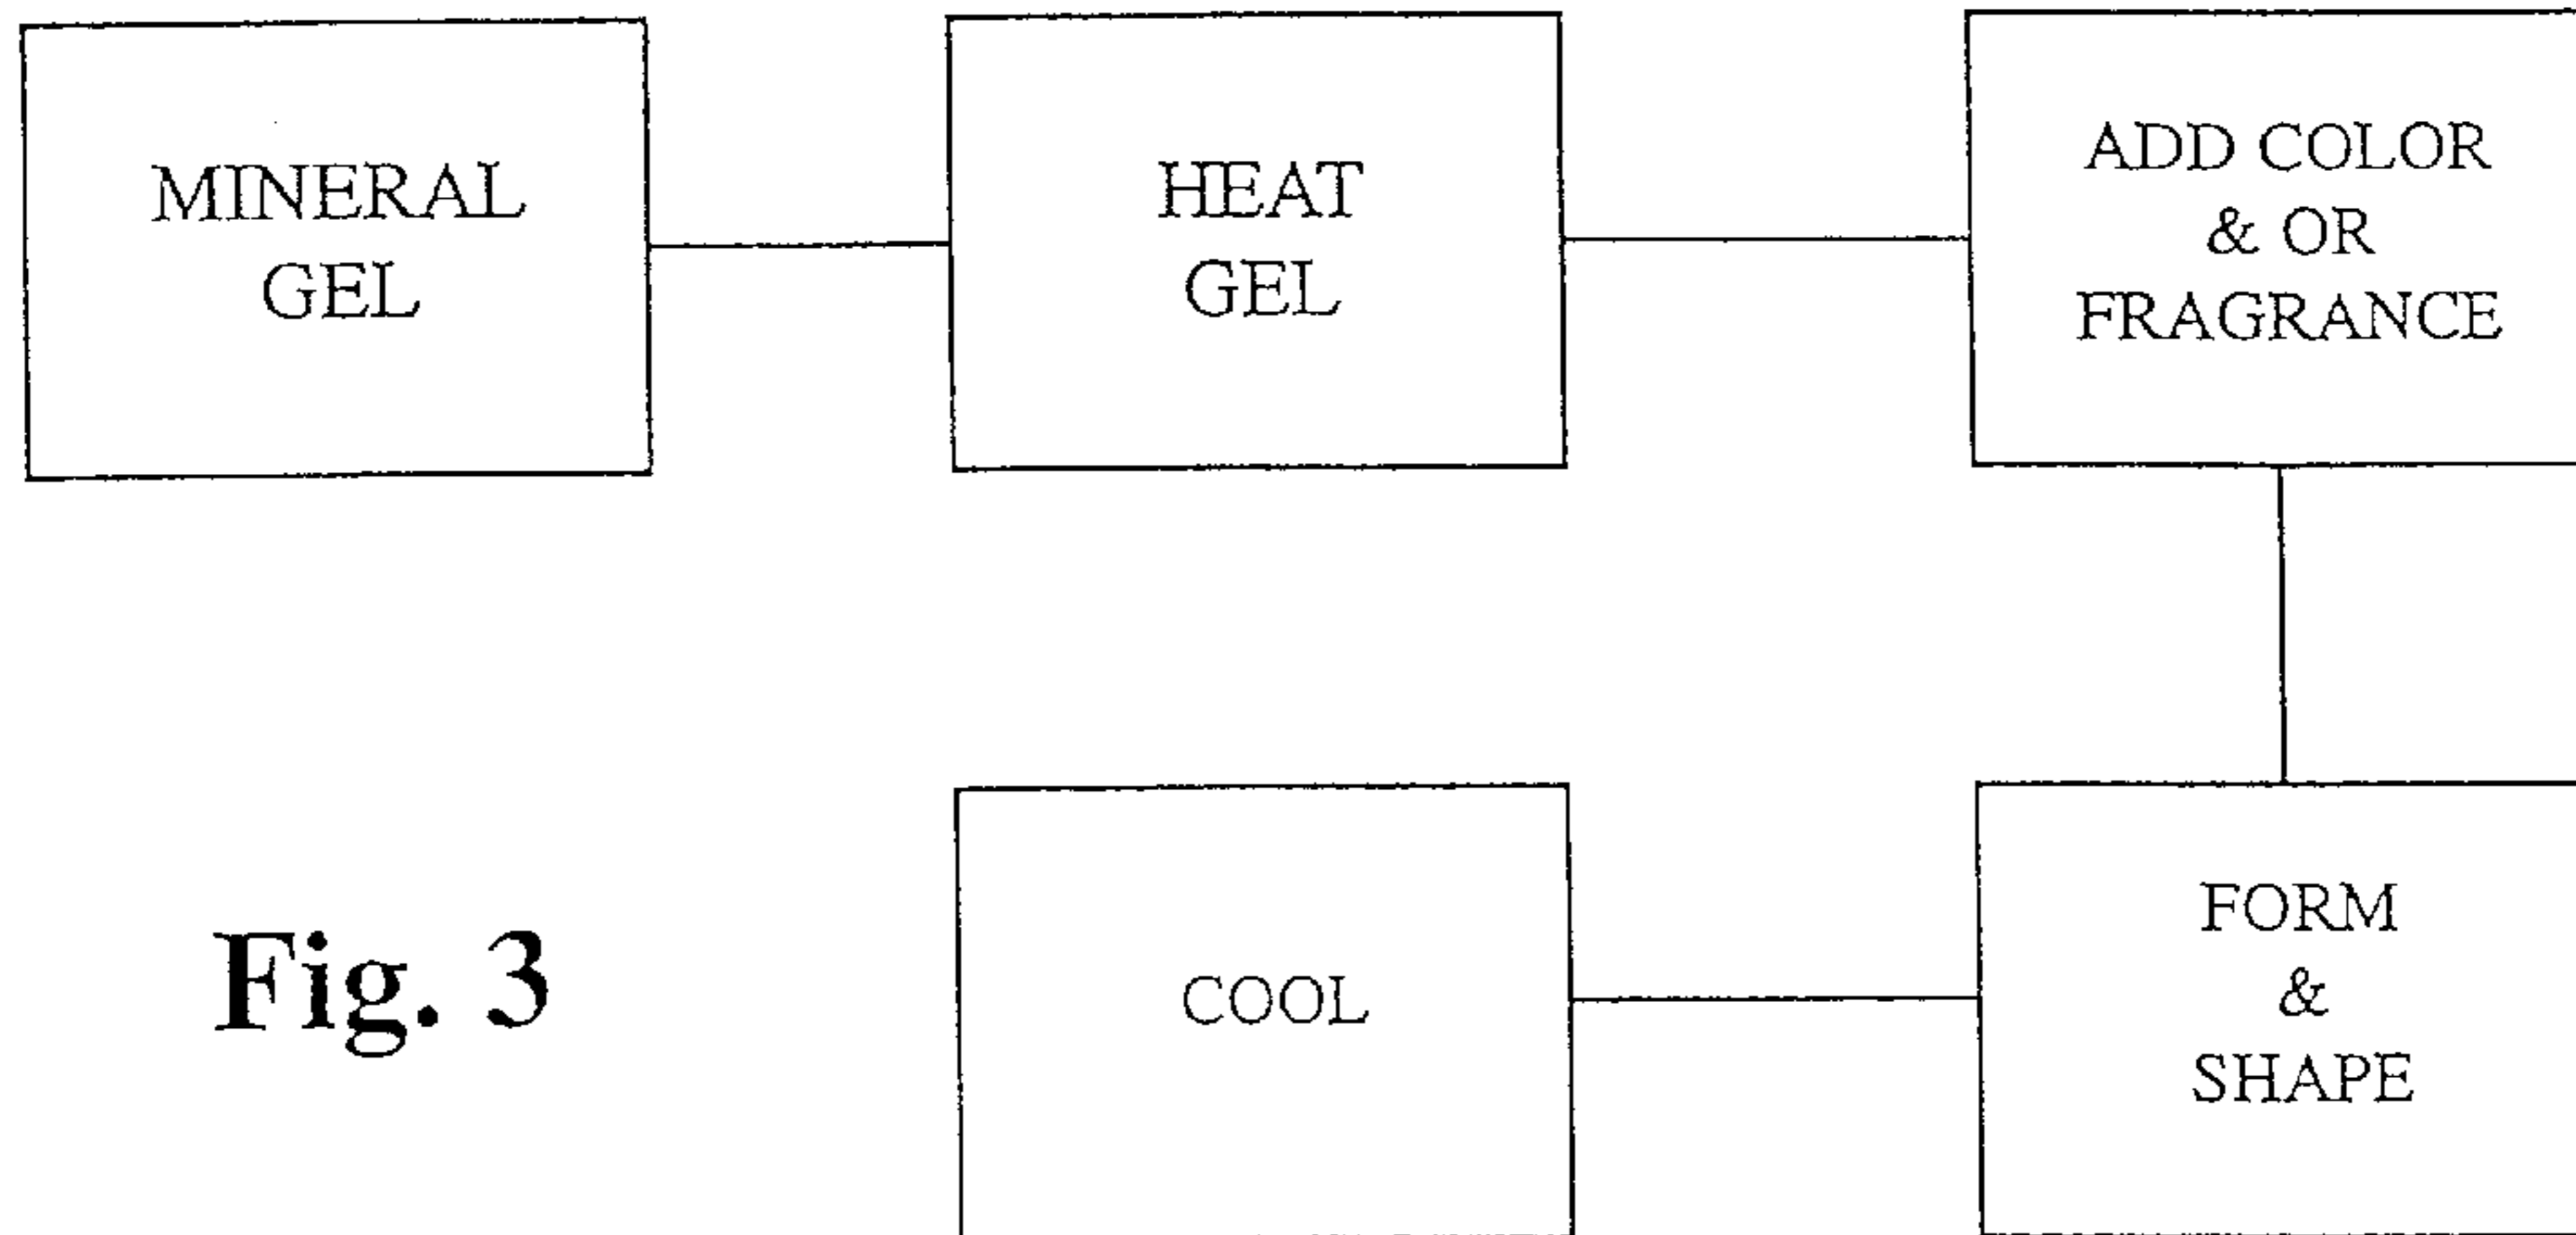 MINERAL
GEL
HEAT
GEL
ADD COLOR
& OR
FRAGRANCE
FORM
&
SHAPE
COOL
Fig. 3